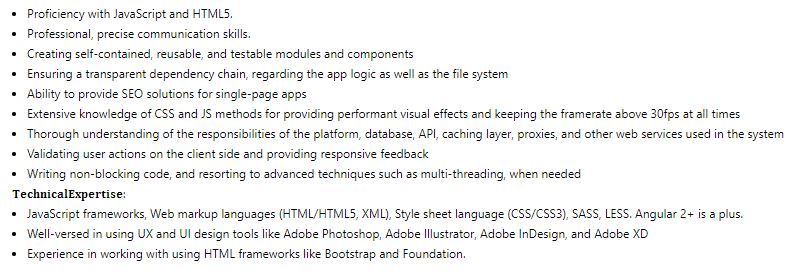 • Proficiency with JavaScript and HTML5.
• Professional, precise communication skills.
• Creating self-contained, reusable, and testable modules and components
• Ensuring a transparent dependency chain, regarding the app logic as well as the file system
• Ability to provide SEO solutions for single-page apps
• Extensive knowledge of CSS and JS methods for providing performant visual effects and keeping the framerate above 30fps at all times
• Thorough understanding of the responsibilities of the platform, database, API, caching layer, proxies, and other web services used in the system
• Validating user actions on the client side and providing responsive feedback
• Writing non-blocking code, and resorting to advanced techniques such as multi-threading, when needed
TechnicalExpertise:
• JavaScript frameworks, Web markup languages (HTML/HTML5, XML), Style sheet language (CSS/CSS3), SASS, LESS. Angular 2+ is a plus.
• Well-versed in using UX and UI design tools like Adobe Photoshop, Adobe Illustrator, Adobe InDesign, and Adobe XD
• Experience in working with using HTML frameworks like Bootstrap and Foundation.